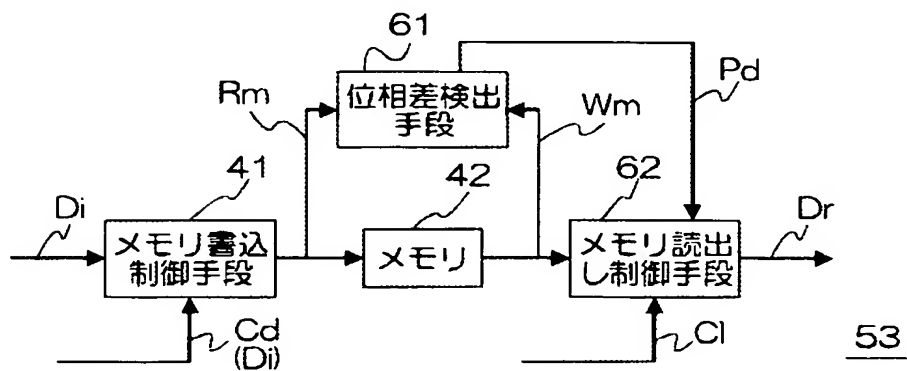 61
位相差検出
手段
Rm
Wm
Pd
41
42
62
Di
メモリ書込
制御手段
メモリ
メモリ読出
し制御手段
Dr
Cd
(Di)
Cl
53